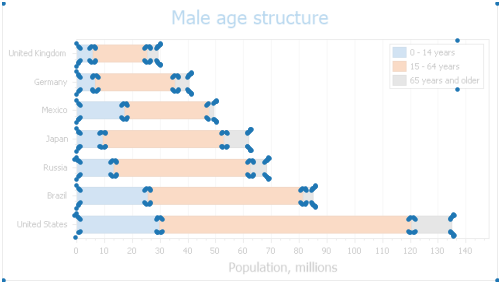 Male age structure
United Kingdom
Germany
Mexico
Japan
Russia
Brazil
United States
0 - 14 years
15 - 64 years
65 years and older
0 10 20 30 40 50 60 70 80 90 100 110 120 130 140
Population, millions